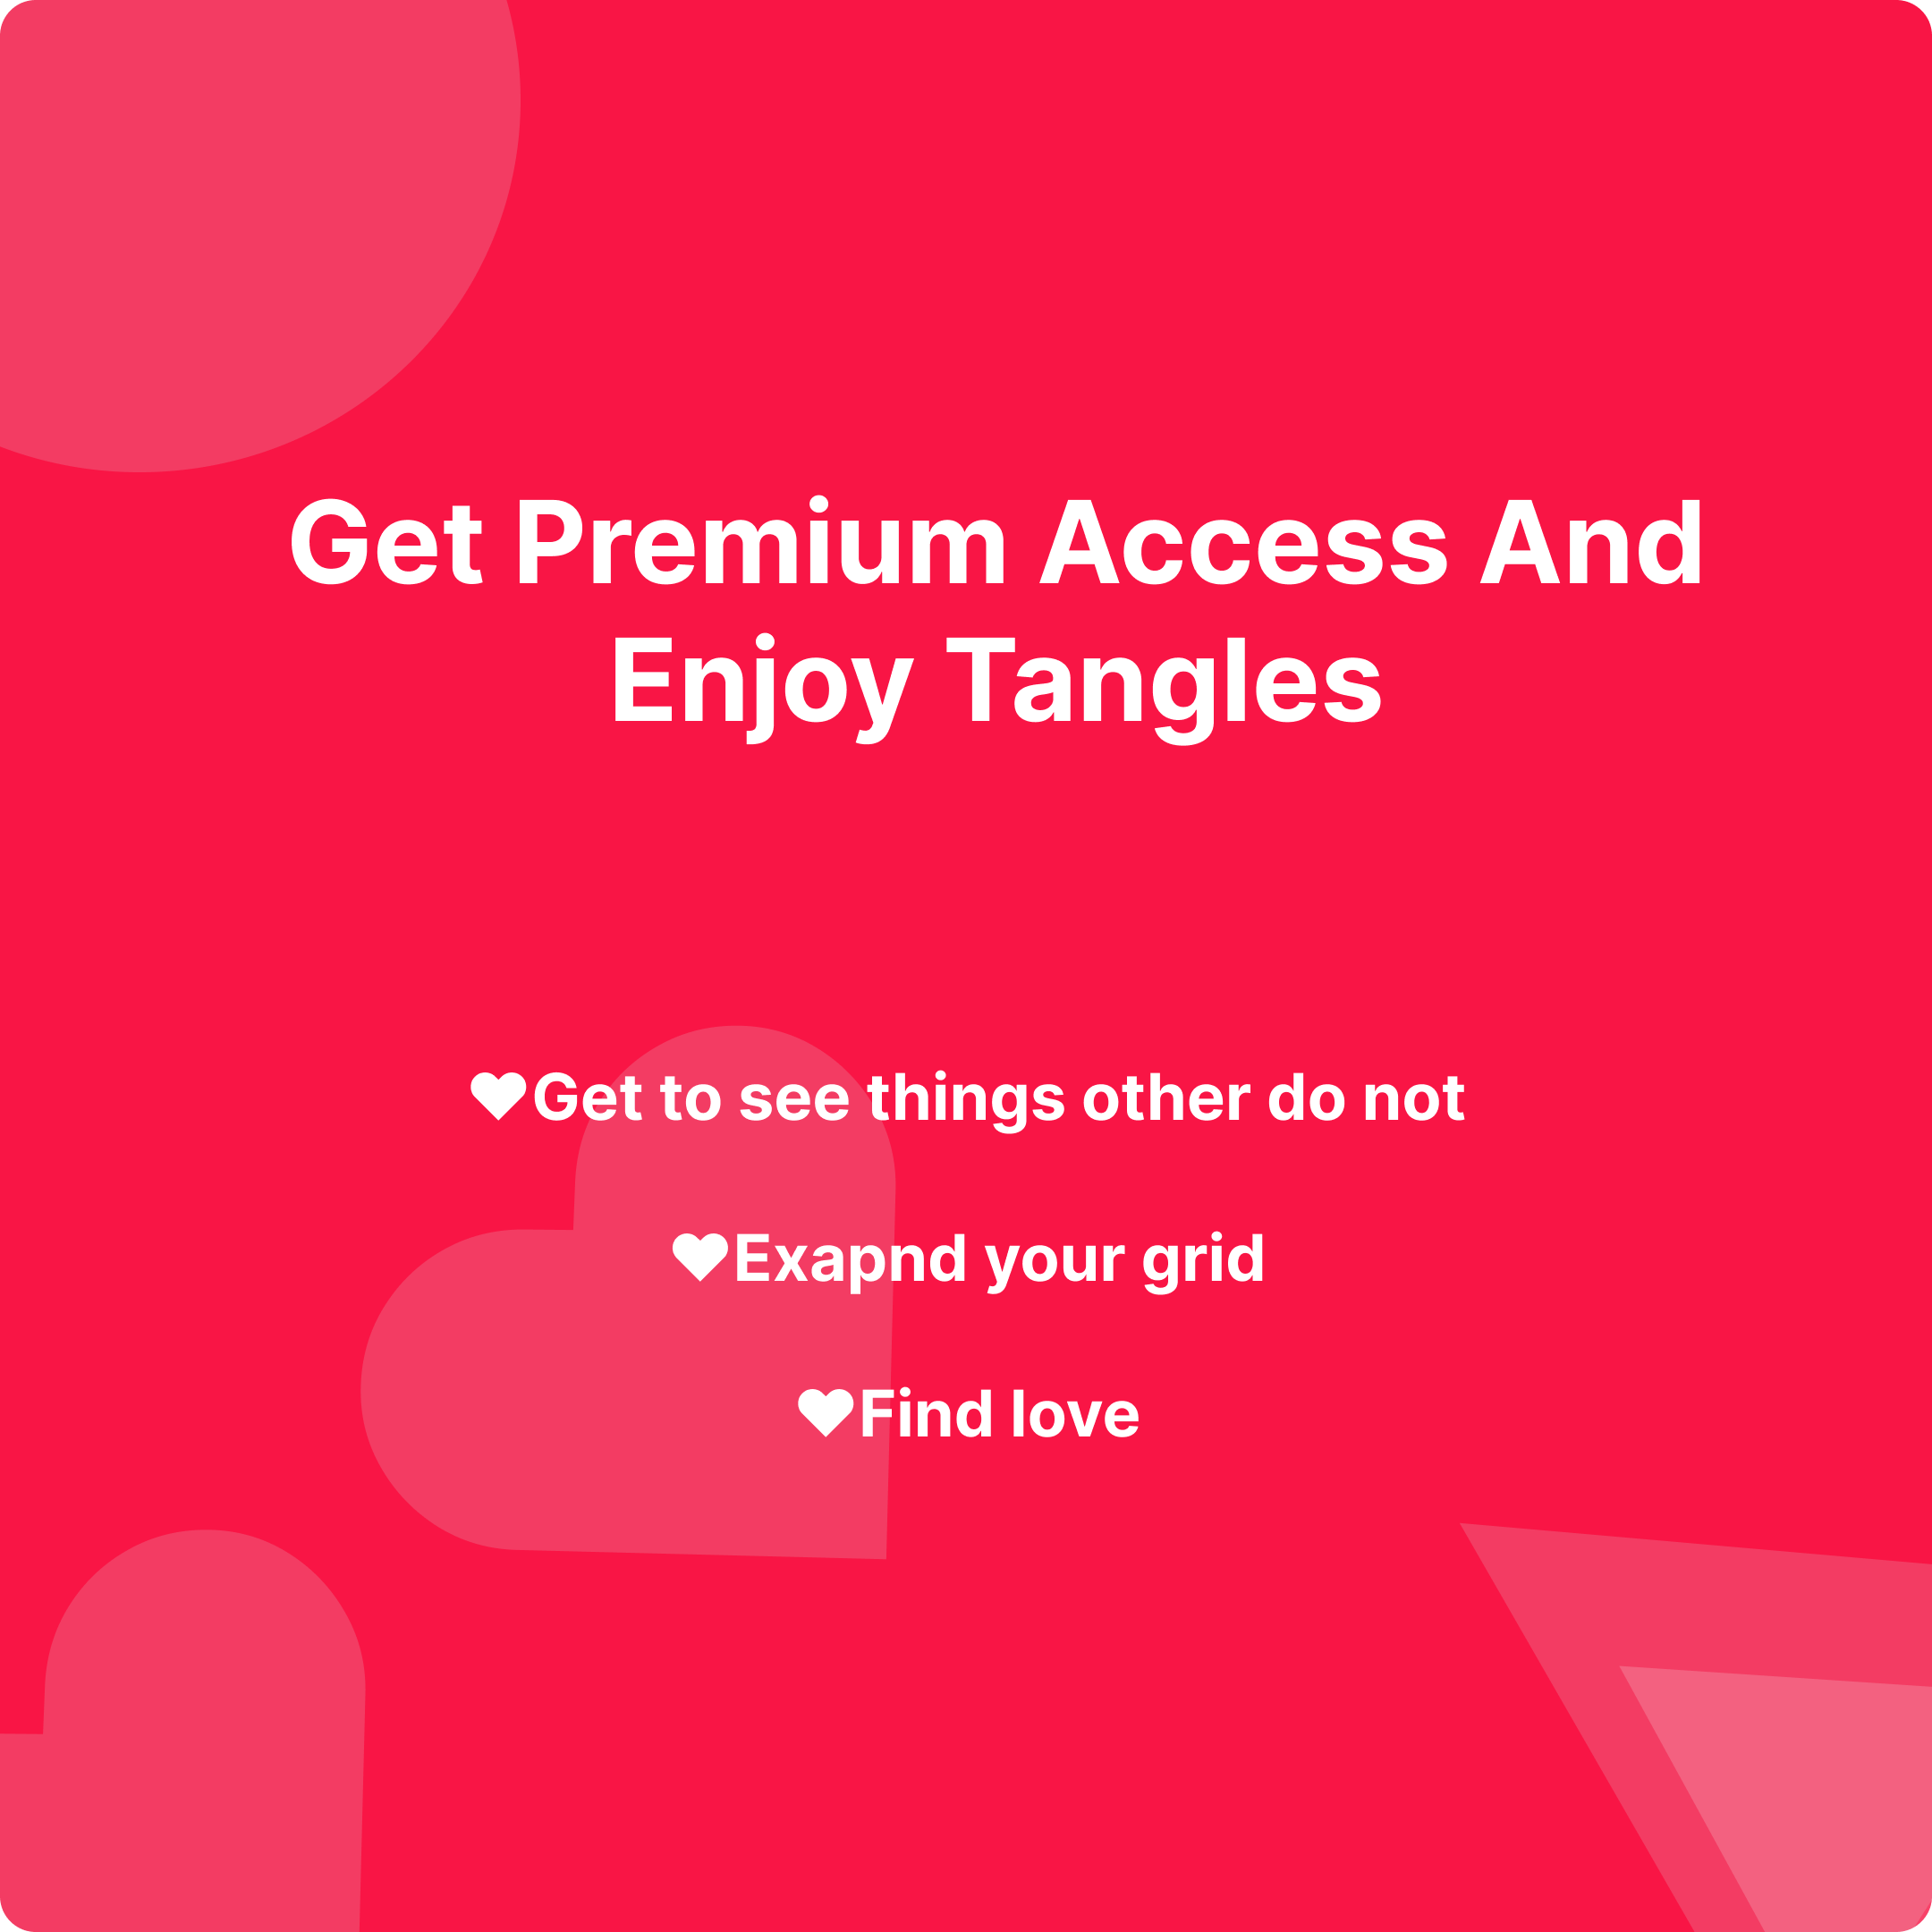 Get Premium Access And
Enjoy Tangles
Get to see things other do not
Exapnd your grid
Find love